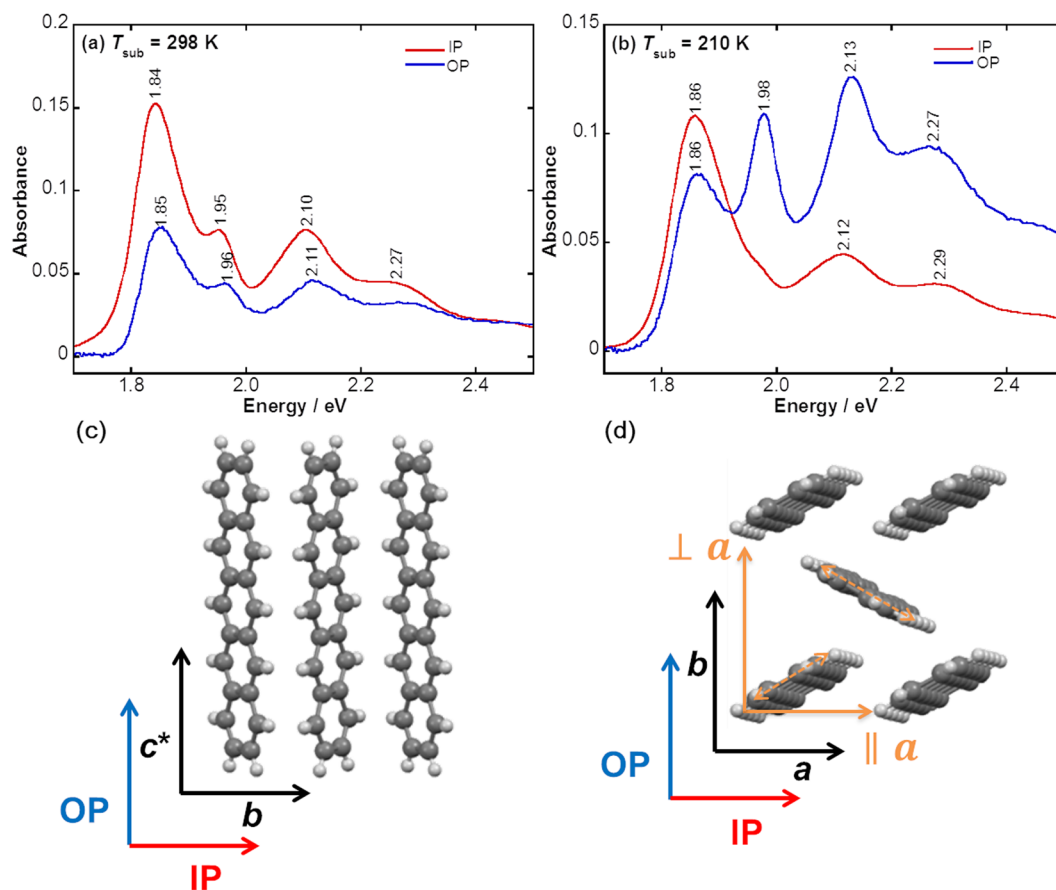 (a) T_sub = 298 K
IP
OP
0.2
0.15
0.1
0.05
0
Absorbance
1.84
1.85
1.95
1.96
2.10
2.11
2.27
1.8
2.0
2.2
2.4
Energy / eV
(b) T_sub = 210 K
IP
OP
0.15
0.1
0.05
0
Absorbance
1.86
1.86
1.98
2.13
2.12
2.27
2.29
1.8
2.0
2.2
2.4
Energy / eV
(c)
c*
b
OP
IP
(d)
⊥ a
b
∥ a
a
OP
IP